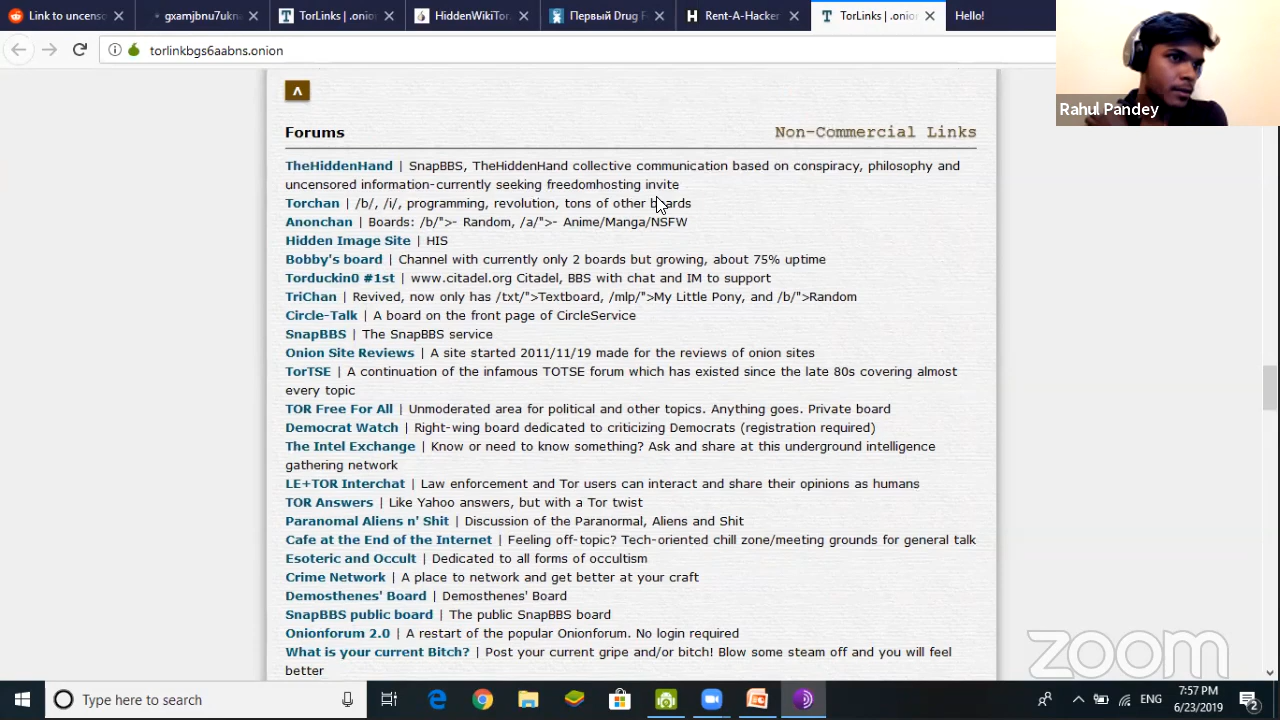 Link to uncenso
gxamjbnu7ukna
TorLinks | .onio
HiddenWikiTor.
Первый Drug F
Rent-A-Hacker
TorLinks | .onio
Hello!
torlinkbgs6aabns.onion
Rahul Pandey
Forums
Non-Commercial Links
TheHiddenHand | SnapBBS, TheHiddenHand collective communication based on conspiracy, philosophy and
uncensored information-currently seeking freedomhosting invite
Torchan | /b/, /i/, programming, revolution, tons of other boards
Anonchan | Boards: /b/">- Random, /a/">- Anime/Manga/NSFW
Hidden Image Site | HIS
Bobby's board | Channel with currently only 2 boards but growing, about 75% uptime
Torduckin0 #1st | www.citadel.org Citadel, BBS with chat and IM to support
TriChan | Revived, now only has /txt/">Textboard, /mlp/">My Little Pony, and /b/">Random
Circle-Talk | A board on the front page of CircleService
SnapBBS | The SnapBBS service
Onion Site Reviews | A site started 2011/11/19 made for the reviews of onion sites
TorTSE | A continuation of the infamous TOTSE forum which has existed since the late 80s covering almost
every topic
TOR Free For All | Unmoderated area for political and other topics. Anything goes. Private board
Democrat Watch | Right-wing board dedicated to criticizing Democrats (registration required)
The Intel Exchange | Know or need to know something? Ask and share at this underground intelligence
gathering network
LE+TOR Interchat | Law enforcement and Tor users can interact and share their opinions as humans
TOR Answers | Like Yahoo answers, but with a Tor twist
Paranomal Aliens n' Shit | Discussion of the Paranormal, Aliens and Shit
Cafe at the End of the Internet | Feeling off-topic? Tech-oriented chill zone/meeting grounds for general talk
Esoteric and Occult | Dedicated to all forms of occultism
Crime Network | A place to network and get better at your craft
Demosthenes' Board | Demosthenes' Board
SnapBBS public board | The public SnapBBS board
Onionforum 2.0 | A restart of the popular Onionforum. No login required
What is your current Bitch? | Post your current gripe and/or bitch! Blow some steam off and you will feel
better
zoom
Type here to search
ENG
7:57 PM
6/23/2019
2